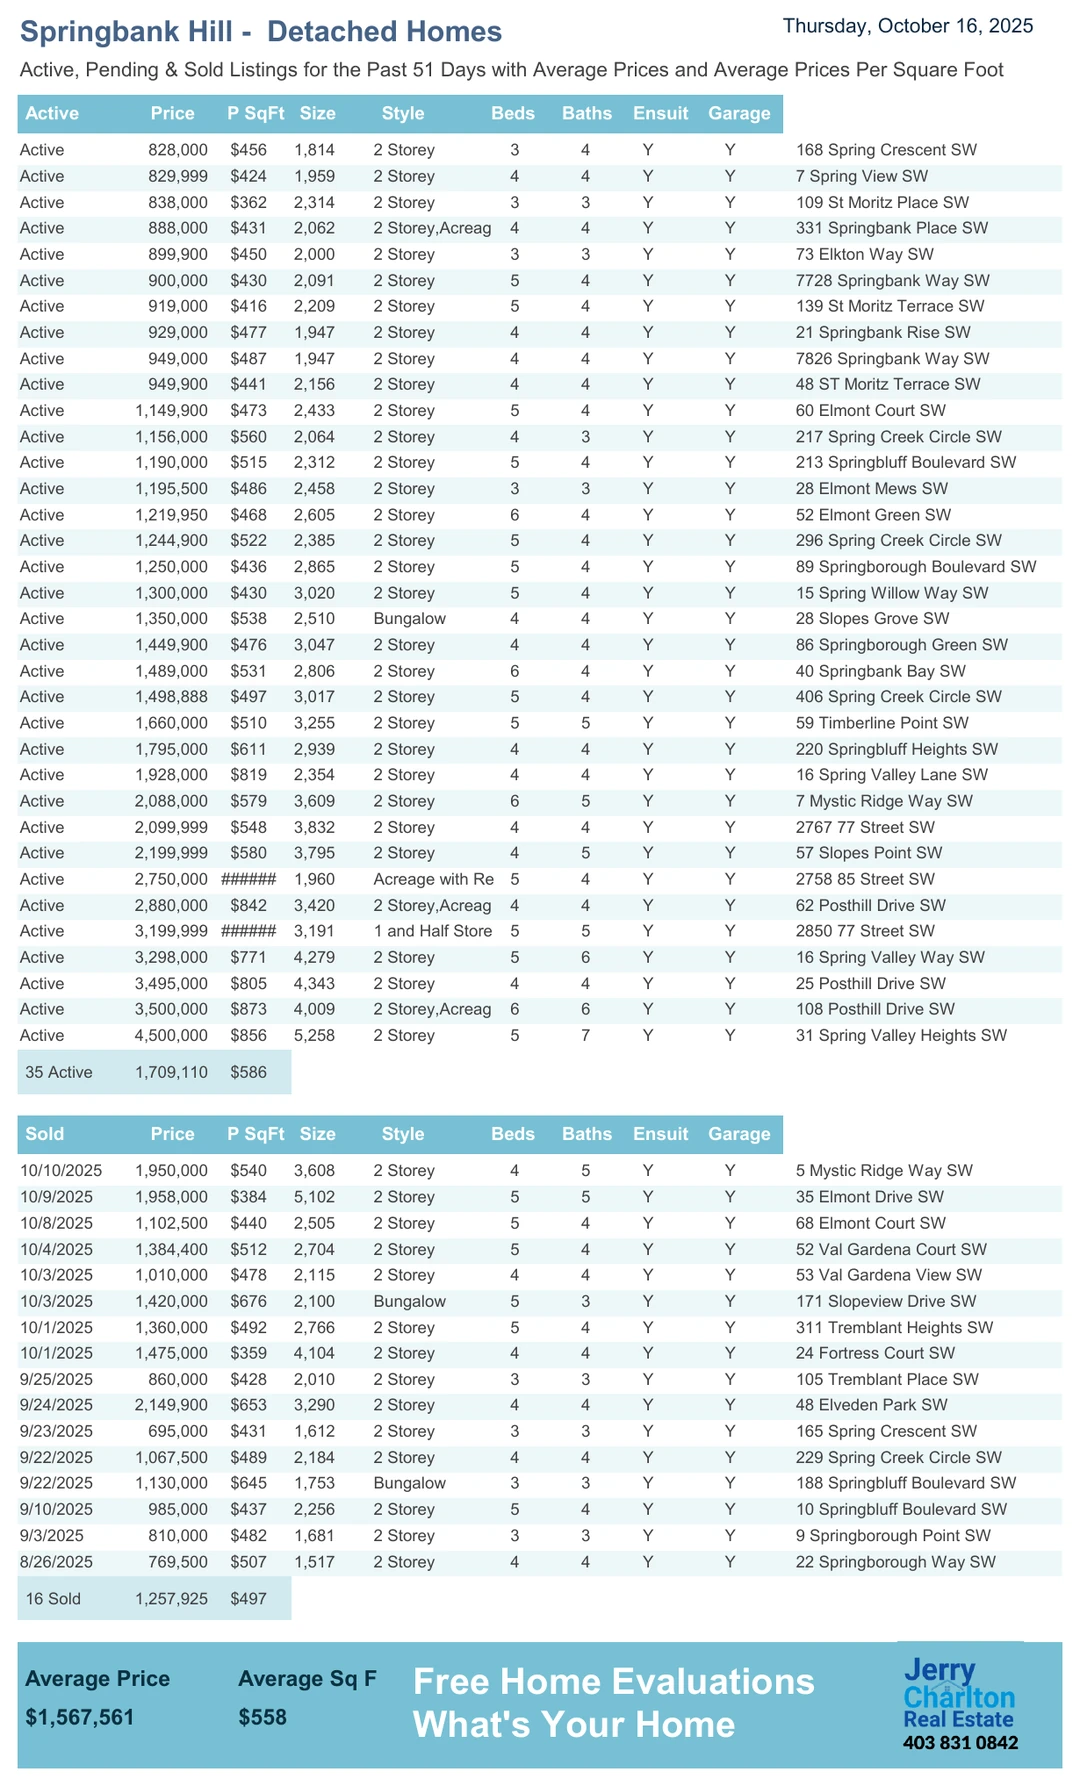 Springbank Hill - Detached Homes
Thursday, October 16, 2025
Active, Pending & Sold Listings for the Past 51 Days with Average Prices and Average Prices Per Square Foot
Active Price P SqFt Size Style Beds Baths Ensuit Garage
Active 828,000 $456 1,814 2 Storey 3 4 Y Y 168 Spring Crescent SW
Active 829,999 $424 1,959 2 Storey 4 4 Y Y 7 Spring View SW
Active 838,000 $362 2,314 2 Storey 3 3 Y Y 109 St Moritz Place SW
Active 888,000 $431 2,062 2 Storey,Acreag 4 4 Y Y 331 Springbank Place SW
Active 899,900 $450 2,000 2 Storey 3 3 Y Y 73 Elkton Way SW
Active 900,000 $430 2,091 2 Storey 5 4 Y Y 7728 Springbank Way SW
Active 919,000 $416 2,209 2 Storey 5 4 Y Y 139 St Moritz Terrace SW
Active 929,000 $477 1,947 2 Storey 4 4 Y Y 21 Springbank Rise SW
Active 949,000 $487 1,947 2 Storey 4 4 Y Y 7826 Springbank Way SW
Active 949,900 $441 2,156 2 Storey 4 4 Y Y 48 ST Moritz Terrace SW
Active 1,149,900 $473 2,433 2 Storey 5 4 Y Y 60 Elmont Court SW
Active 1,156,000 $560 2,064 2 Storey 4 3 Y Y 217 Spring Creek Circle SW
Active 1,190,000 $515 2,312 2 Storey 5 4 Y Y 213 Springbluff Boulevard SW
Active 1,195,500 $486 2,458 2 Storey 3 3 Y Y 28 Elmont Mews SW
Active 1,219,950 $468 2,605 2 Storey 6 4 Y Y 52 Elmont Green SW
Active 1,244,900 $522 2,385 2 Storey 5 4 Y Y 296 Spring Creek Circle SW
Active 1,250,000 $436 2,865 2 Storey 5 4 Y Y 89 Springborough Boulevard SW
Active 1,300,000 $430 3,020 2 Storey 5 4 Y Y 15 Spring Willow Way SW
Active 1,350,000 $538 2,510 Bungalow 4 4 Y Y 28 Slopes Grove SW
Active 1,449,900 $476 3,047 2 Storey 4 4 Y Y 86 Springborough Green SW
Active 1,489,000 $531 2,806 2 Storey 6 4 Y Y 40 Springbank Bay SW
Active 1,498,888 $497 3,017 2 Storey 5 4 Y Y 406 Spring Creek Circle SW
Active 1,660,000 $510 3,255 2 Storey 5 5 Y Y 59 Timberline Point SW
Active 1,795,000 $611 2,939 2 Storey 4 4 Y Y 220 Springbluff Heights SW
Active 1,928,000 $819 2,354 2 Storey 4 4 Y Y 16 Spring Valley Lane SW
Active 2,088,000 $579 3,609 2 Storey 6 5 Y Y 7 Mystic Ridge Way SW
Active 2,099,999 $548 3,832 2 Storey 4 4 Y Y 2767 77 Street SW
Active 2,199,999 $580 3,795 2 Storey 4 5 Y Y 57 Slopes Point SW
Active 2,750,000 ###### 1,960 Acreage with Re 5 4 Y Y 2758 85 Street SW
Active 2,880,000 $842 3,420 2 Storey,Acreag 4 4 Y Y 62 Posthill Drive SW
Active 3,199,999 ###### 3,191 1 and Half Store 5 5 Y Y 2850 77 Street SW
Active 3,298,000 $771 4,279 2 Storey 5 6 Y Y 16 Spring Valley Way SW
Active 3,495,000 $805 4,343 2 Storey 4 4 Y Y 25 Posthill Drive SW
Active 3,500,000 $873 4,009 2 Storey,Acreag 6 6 Y Y 108 Posthill Drive SW
Active 4,500,000 $856 5,258 2 Storey 5 7 Y Y 31 Spring Valley Heights SW
35 Active 1,709,110 $586
Sold Price P SqFt Size Style Beds Baths Ensuit Garage
10/10/2025 1,950,000 $540 3,608 2 Storey 4 5 Y Y 5 Mystic Ridge Way SW
10/9/2025 1,958,000 $384 5,102 2 Storey 5 5 Y Y 35 Elmont Drive SW
10/8/2025 1,102,500 $440 2,505 2 Storey 5 4 Y Y 68 Elmont Court SW
10/4/2025 1,384,400 $512 2,704 2 Storey 5 4 Y Y 52 Val Gardena Court SW
10/3/2025 1,010,000 $478 2,115 2 Storey 4 4 Y Y 53 Val Gardena View SW
10/3/2025 1,420,000 $676 2,100 Bungalow 5 3 Y Y 171 Slopeview Drive SW
10/1/2025 1,360,000 $492 2,766 2 Storey 5 4 Y Y 311 Tremblant Heights SW
10/1/2025 1,475,000 $359 4,104 2 Storey 4 4 Y Y 24 Fortress Court SW
9/25/2025 860,000 $428 2,010 2 Storey 3 3 Y Y 105 Tremblant Place SW
9/24/2025 2,149,900 $653 3,290 2 Storey 4 4 Y Y 48 Elveden Park SW
9/23/2025 695,000 $431 1,612 2 Storey 3 3 Y Y 165 Spring Crescent SW
9/22/2025 1,067,500 $489 2,184 2 Storey 4 4 Y Y 229 Spring Creek Circle SW
9/22/2025 1,130,000 $645 1,753 Bungalow 3 3 Y Y 188 Springbluff Boulevard SW
9/10/2025 985,000 $437 2,256 2 Storey 5 4 Y Y 10 Springbluff Boulevard SW
9/3/2025 810,000 $482 1,681 2 Storey 3 3 Y Y 9 Springborough Point SW
8/26/2025 769,500 $507 1,517 2 Storey 4 4 Y Y 22 Springborough Way SW
16 Sold 1,257,925 $497
Average Price Average Sq F
$1,567,561 $558
Free Home Evaluations
What's Your Home
Jerry
Charlton
Real Estate
403 831 0842